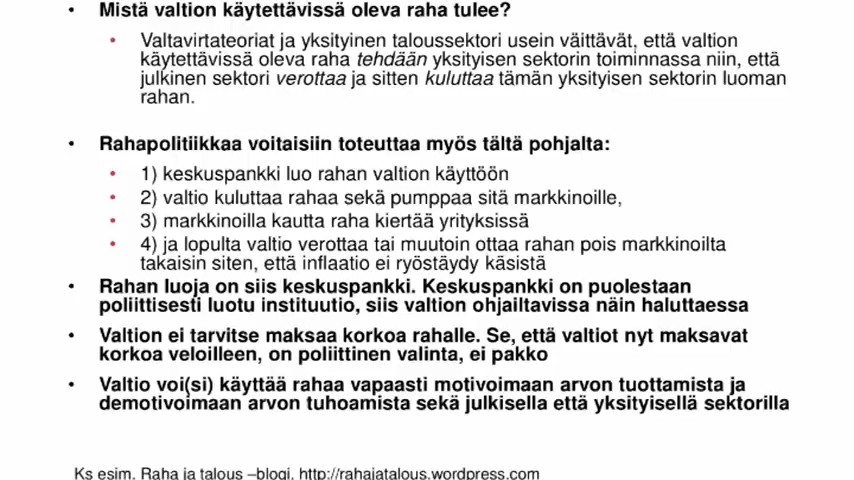 • Mistä valtion käytettävissä oleva raha tulee?
• Valtavirtateoriat ja yksityinen taloussektori usein väittävät, että valtion
käytettävissä oleva raha tehdään yksityisen sektorin toiminnassa niin, että
julkinen sektori verottaa ja sitten kuluttaa tämän yksityisen sektorin luoman
rahan.
• Rahapolitiikkaa voitaisiin toteuttaa myös tältä pohjalta:
• 1) keskuspankki luo rahan valtion käyttöön
• 2) valtio kuluttaa rahaa sekä pumppaa sitä markkinoille,
• 3) markkinoilla kautta raha kiertää yrityksissä
• 4) ja lopulta valtio verottaa tai muutoin ottaa rahan pois markkinoilta
takaisin siten, että inflaatio ei ryöstäydy käsistä
• Rahan luoja on siis keskuspankki. Keskuspankki on puolestaan
poliittisesti luotu instituutio, siis valtion ohjailtavissa näin haluttaessa
• Valtion ei tarvitse maksaa korkoa rahalle. Se, että valtiot nyt maksavat
korkoa veloilleen, on poliittinen valinta, ei pakko
• Valtio voi(si) käyttää rahaa vapaasti motivoimaan arvon tuottamista ja
demotivoimaan arvon tuhoamista sekä julkisella että yksityisellä sektorilla
Ks esim. Raha ja talous –blogi, http://rahajatalous.wordpress.com